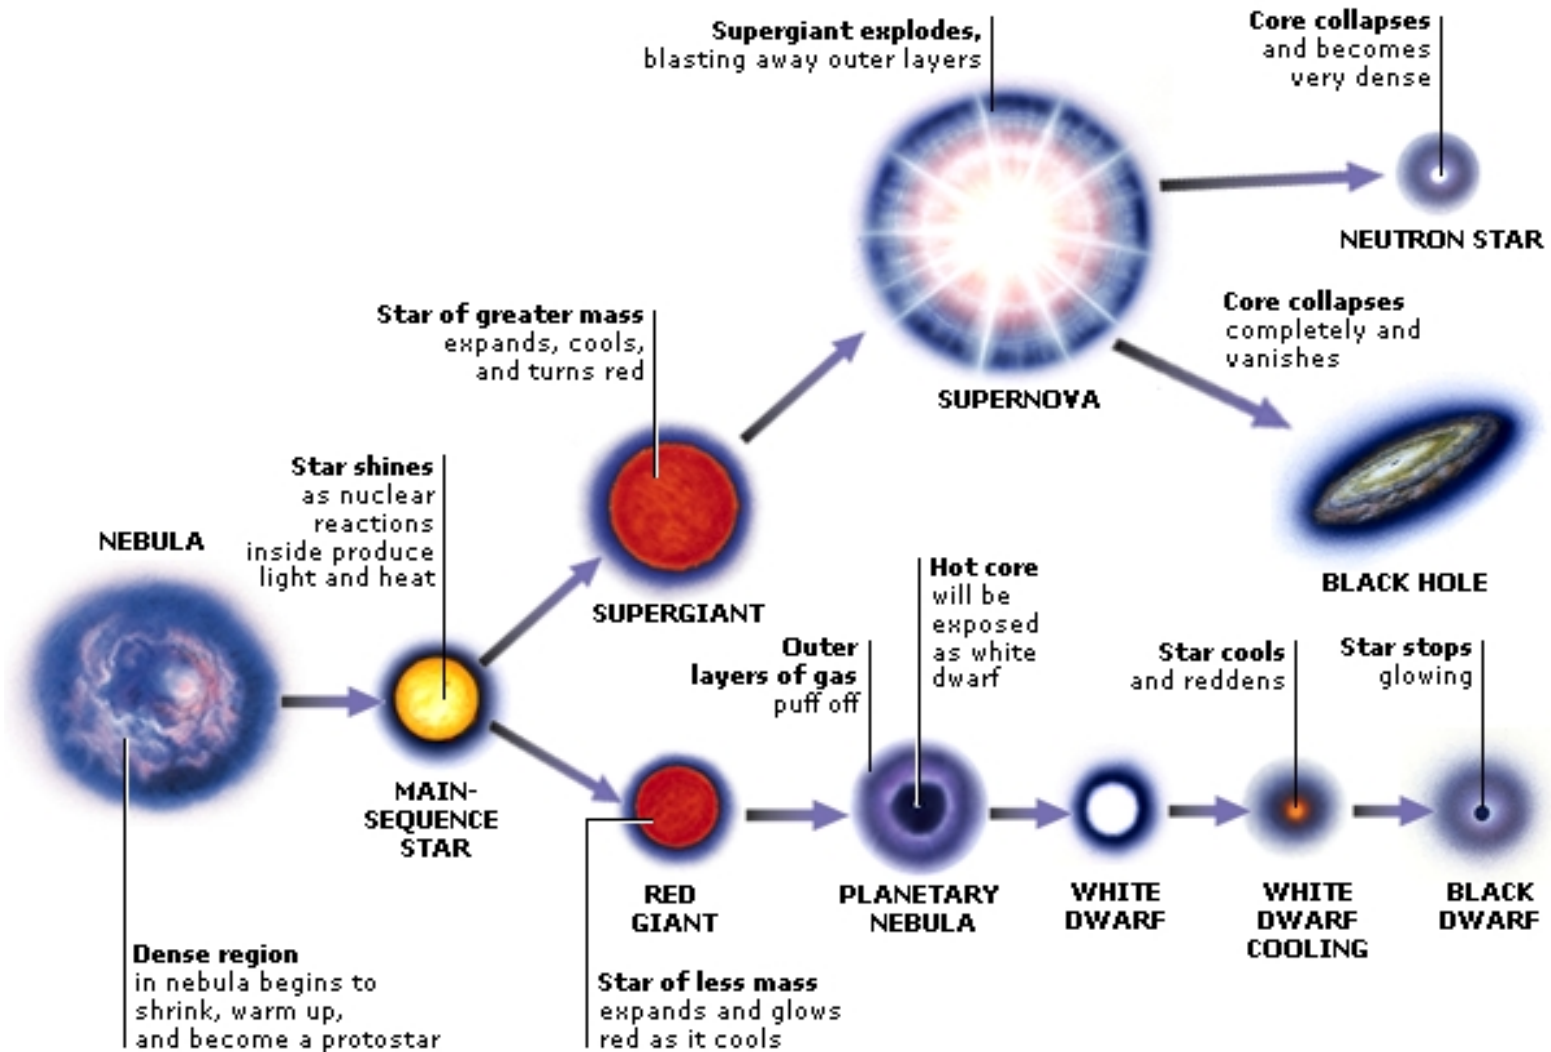 Supergiant explodes,
blasting away outer layers
Core collapses
and becomes
very dense
NEUTRON STAR
Core collapses
completely and
vanishes
SUPERNOVA
BLACK HOLE
Star of greater mass
expands, cools,
and turns red
SUPERGIANT
Star shines
as nuclear
reactions
inside produce
light and heat
NEBULA
MAIN-
SEQUENCE
STAR
Dense region
in nebula begins to
shrink, warm up,
and become a protostar
RED
GIANT
Star of less mass
expands and glows
red as it cools
Outer
layers of gas
puff off
Hot core
will be
exposed
as white
dwarf
PLANETARY
NEBULA
WHITE
DWARF
Star cools
and reddens
WHITE
DWARF
COOLING
Star stops
glowing
BLACK
DWARF